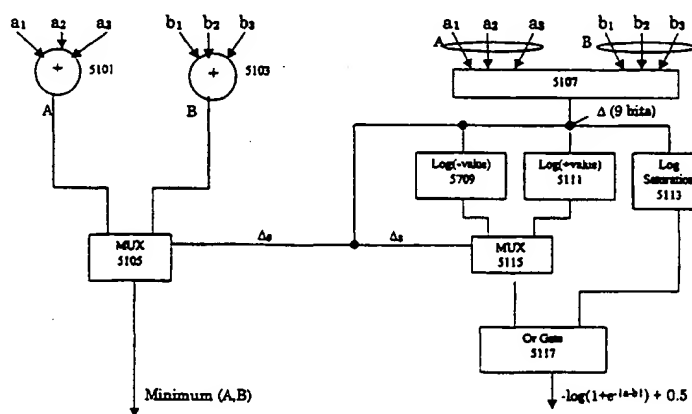 a1 a2 a3
b1 b2 b3
+ 5101
+ 5103
A
B
a1 a2 a3
b1 b2 b3
A
B
5107
Δ (9 bits)
Log(-value)
5709
Log(+value)
5111
Log
Saturation
5113
MUX
5105
Δs
Δs
MUX
5115
Or Gate
5117
Minimum (A,B)
-log(1+e-|a-b|) + 0.5